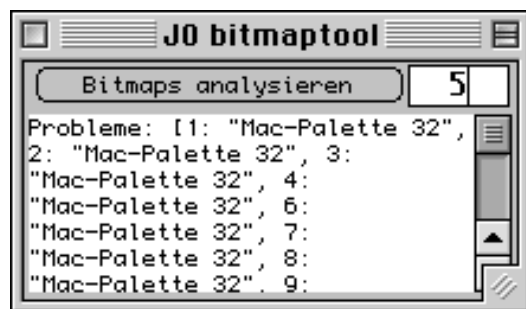 JO bitmaptool
Bitmaps analysieren
5
Probleme: [1: "Mac-Palette 32",
2: "Mac-Palette 32", 3:
"Mac-Palette 32", 4:
"Mac-Palette 32", 6:
"Mac-Palette 32", 7:
"Mac-Palette 32", 8:
"Mac-Palette 32", 9: